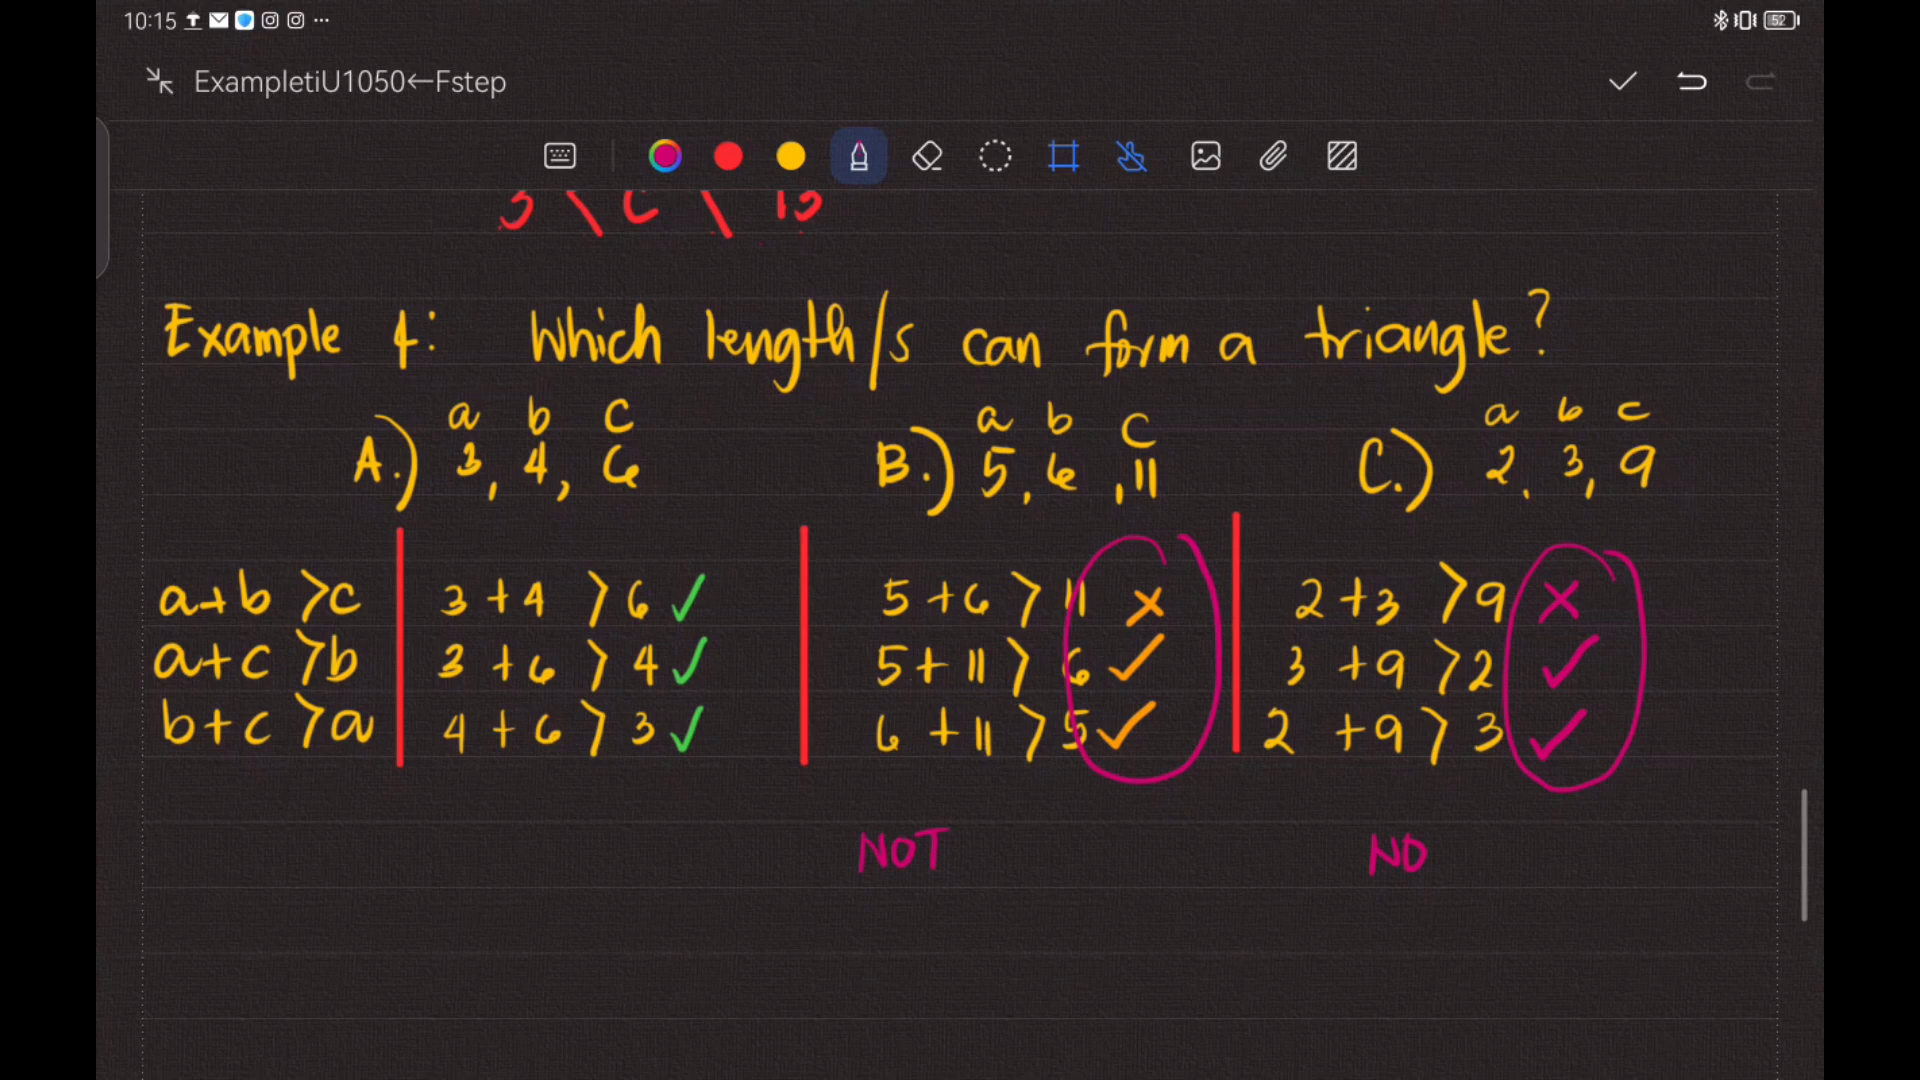 10:15 ...
52
ExampletiU1050←Fstep
Example 4: Which length/s can form a triangle?
a b c a b c a b c
A.) 3, 4, 6 B.) 5, 6, 11 C.) 2, 3, 9
a+b >c 3+4 > 6 ✓ 5+6 > 11 × 2+3 >9 ×
a+c >b 3 +6 > 4 ✓ 5+11 > 6 ✓ 3 +9 >2 ✓
b+c >a 4 + 6 > 3 ✓ 6 +11 >5 ✓ 2 +9 > 3 ✓
NOT NO